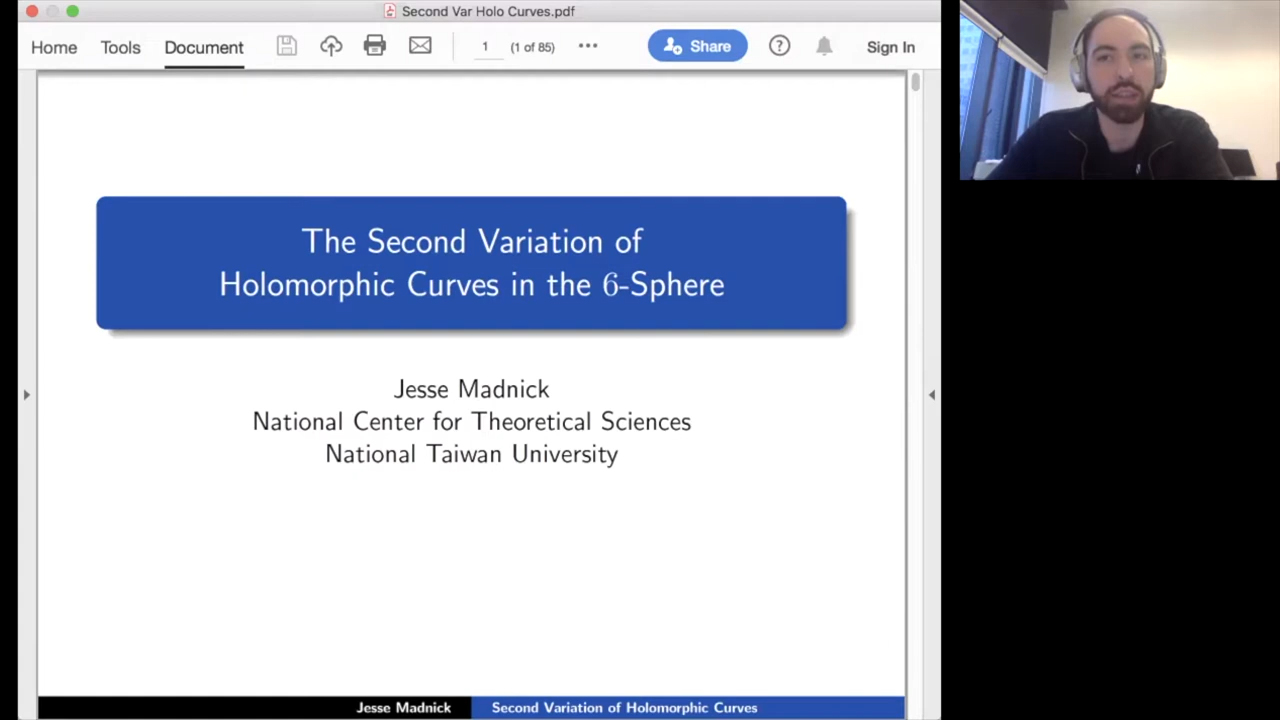 Second Var Holo Curves.pdf
Home Tools Document 1 (1 of 85) ••• Share ? Sign In
The Second Variation of
Holomorphic Curves in the 6-Sphere
Jesse Madnick
National Center for Theoretical Sciences
National Taiwan University
Jesse Madnick Second Variation of Holomorphic Curves